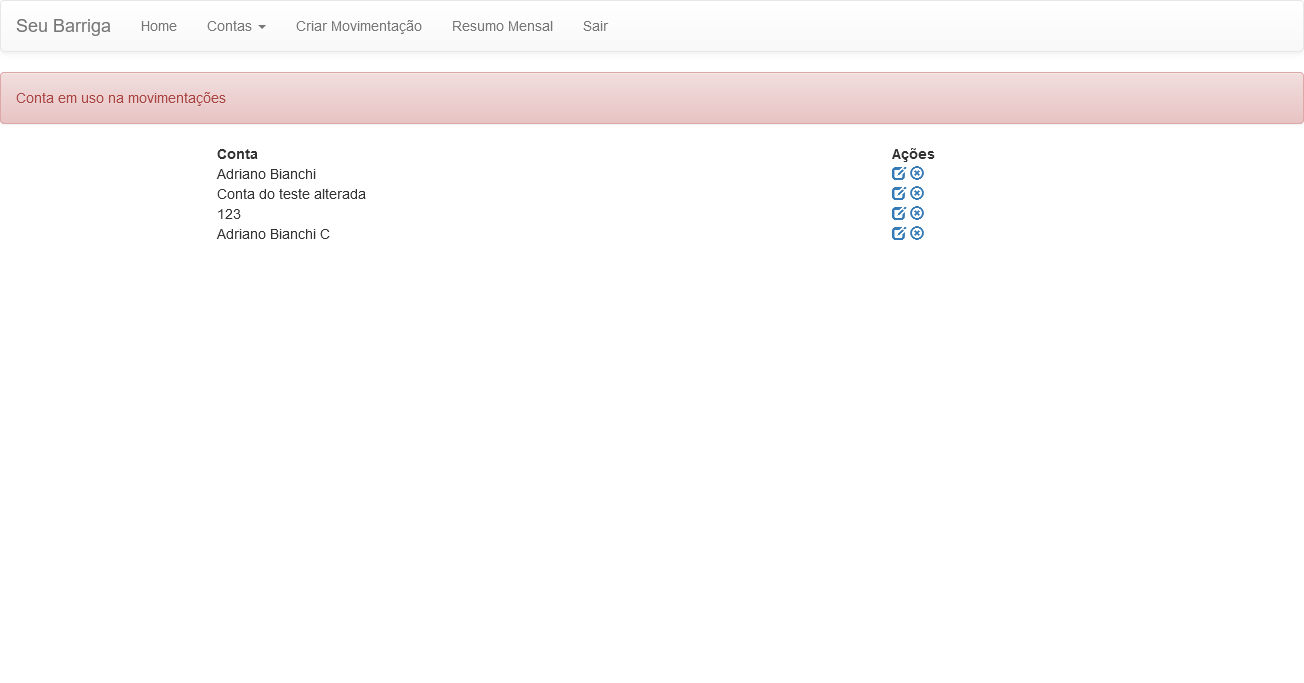 Seu Barriga Home Contas Criar Movimentação Resumo Mensal Sair
Conta em uso na movimentações
Conta Ações
Adriano Bianchi
Conta do teste alterada
123
Adriano Bianchi C